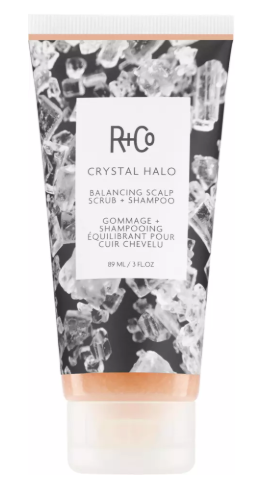 R+Co
CRYSTAL HALO
BALANCING SCALP
SCRUB + SHAMPOO
GOMMAGE +
SHAMPOOING
ÉQUILIBRANT POUR
CUIR CHEVELU
89 ML / 3 FL OZ